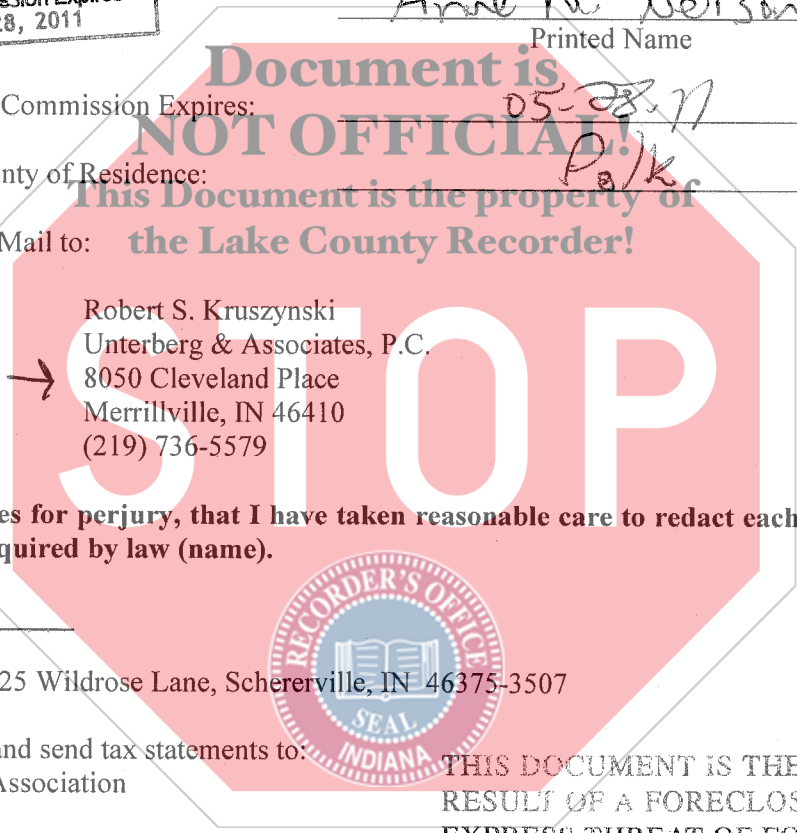 28, 2011
Anne M. Nelson
Printed Name
Document is
Commission Expires:
05-28-11
NOT OFFICIAL!
nty of Residence:
Polk
This Document is the property of
the Lake County Recorder!
Mail to:
Robert S. Kruszynski
Unterberg & Associates, P.C.
8050 Cleveland Place
Merrillville, IN 46410
(219) 736-5579
STOP
es for perjury, that I have taken reasonable care to redact each
quired by law (name).
RECORDER'S OFFICE
SEAL
INDIANA
25 Wildrose Lane, Schererville, IN 46375-3507
and send tax statements to:
Association
THIS DOCUMENT IS THE
RESULT OF A FORECLOS